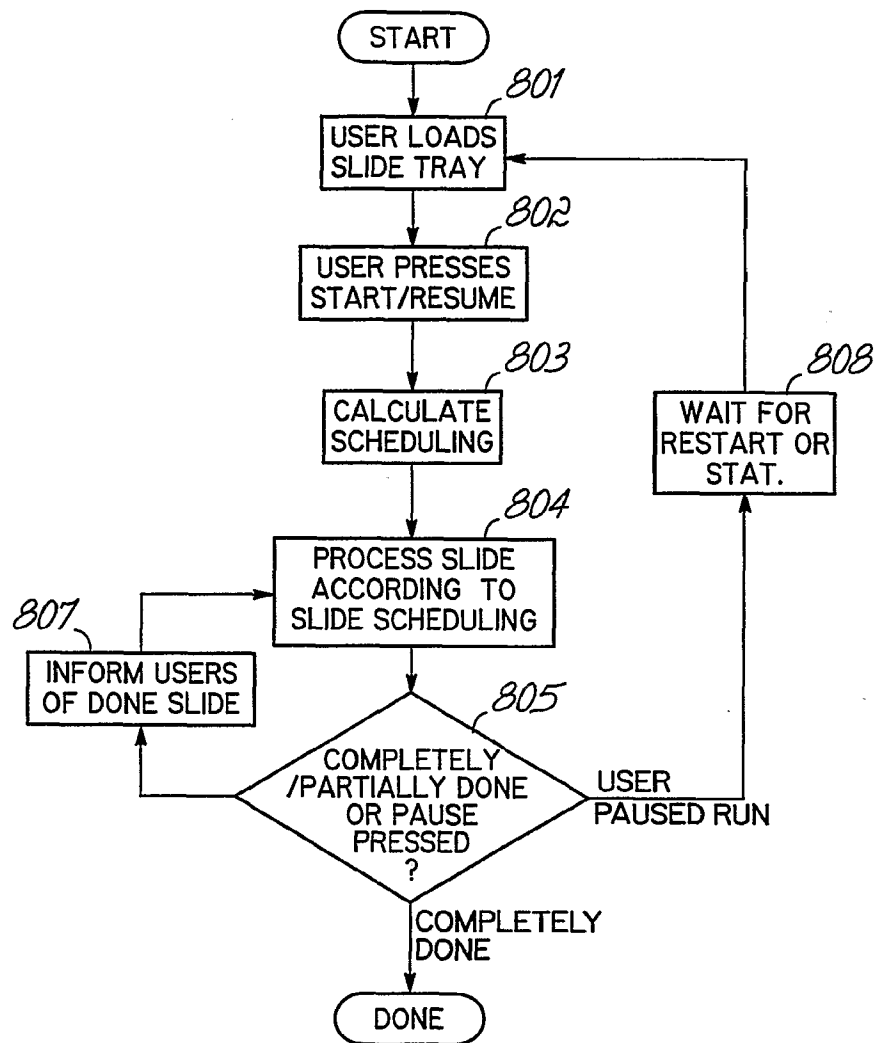 START
801
USER LOADS
SLIDE TRAY
802
USER PRESSES
START/RESUME
803
CALCULATE
SCHEDULING
808
WAIT FOR
RESTART OR
STAT.
804
PROCESS SLIDE
ACCORDING TO
SLIDE SCHEDULING
807
INFORM USERS
OF DONE SLIDE
805
COMPLETELY
/PARTIALLY DONE
OR PAUSE
PRESSED
?
USER
PAUSED RUN
COMPLETELY
DONE
DONE